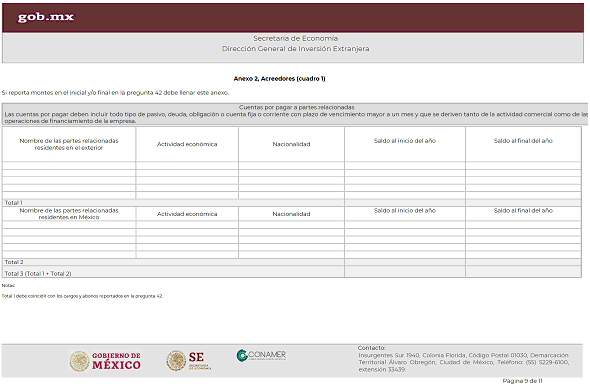 gob.mx
Secretaría de Economía
Dirección General de Inversión Extranjera
Anexo 2, Acreedores (cuadro 1)
Si reporta montos en el inicial y/o final en la pregunta 42 debe llenar este anexo.
Cuentas por pagar a partes relacionadas
Las cuentas por pagar deben incluir todo tipo de pasivo, deuda, obligación o cuenta fija o corriente con plazo de vencimiento mayor a un mes y que se deriven tanto de la actividad comercial como de las
operaciones de financiamiento de la empresa.
Nombre de las partes relacionadas residentes en el exterior Actividad económica Nacionalidad Saldo al inicio del año Saldo al final del año
Total 1
Nombre de las partes relacionadas residentes en México Actividad económica Nacionalidad Saldo al inicio del año Saldo al final del año
Total 2
Total 3 (Total 1 + Total 2)
Notas:
Total 1 debe coincidir con los cargos y abonos reportados en la pregunta 42.
GOBIERNO DE
MÉXICO
SE
CONAMER
Contacto:
Insurgentes Sur 1940, Colonia Florida, Código Postal 01030, Demarcación
Territorial Álvaro Obregón, Ciudad de México, Teléfono: (55) 5229-6100,
extensión 33439.
Página 9 de 11